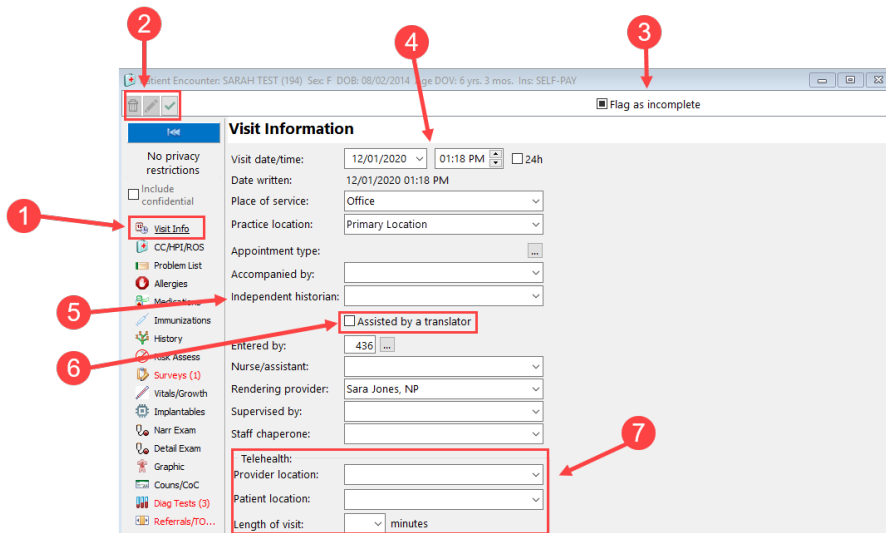 2
3
4
Patient Encounter: SARAH TEST (194) Sex: F DOB: 08/02/2014 Age DOV: 6 yrs. 3 mos. Ins: SELF-PAY
Flag as incomplete
Visit Information
No privacy
restrictions
Include
confidential
1
Visit Info
CC/HPI/ROS
Problem List
Allergies
Medications
Immunizations
History
Risk Assess
Surveys (1)
Vitals/Growth
Implantables
Narr Exam
Detail Exam
Graphic
Couns/CoC
Diag Tests (3)
Referrals/TO...
Visit date/time: 12/01/2020 01:18 PM 24h
Date written: 12/01/2020 01:18 PM
Place of service: Office
Practice location: Primary Location
Appointment type: ...
Accompanied by:
5
Independent historian:
6
Assisted by a translator
Entered by: 436 ...
Nurse/assistant:
Rendering provider: Sara Jones, NP
Supervised by:
Staff chaperone:
7
Telehealth:
Provider location:
Patient location:
Length of visit: minutes